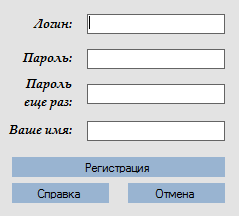 Логин:
Пароль:
Пароль
еще раз:
Ваше имя:
Регистрация
Справка Отмена